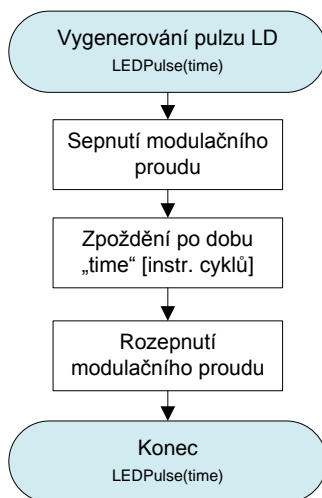 Vygenerování pulzu LD
LEDPulse(time)
Sepnutí modulačního
proudu
Zpoždění po dobu
„time“ [instr. cyklů]
Rozepnutí
modulačního proudu
Konec
LEDPulse(time)